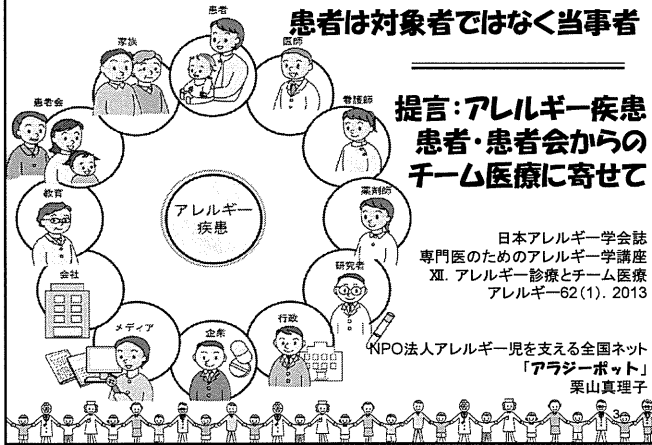 患者は対象者ではなく当事者
提言：アレルギー疾患
患者・患者会からの
チーム医療に寄せて
日本アレルギー学会誌
専門医のためのアレルギー学講座
Ⅻ. アレルギー診療とチーム医療
アレルギー62(1). 2013
NPO法人アレルギー児を支える全国ネット
「アラジーポット」
栗山真理子
患者
医師
看護師
薬剤師
研究者
行政
企業
メディア
会社
教育
患者会
家族
アレルギー
疾患
3